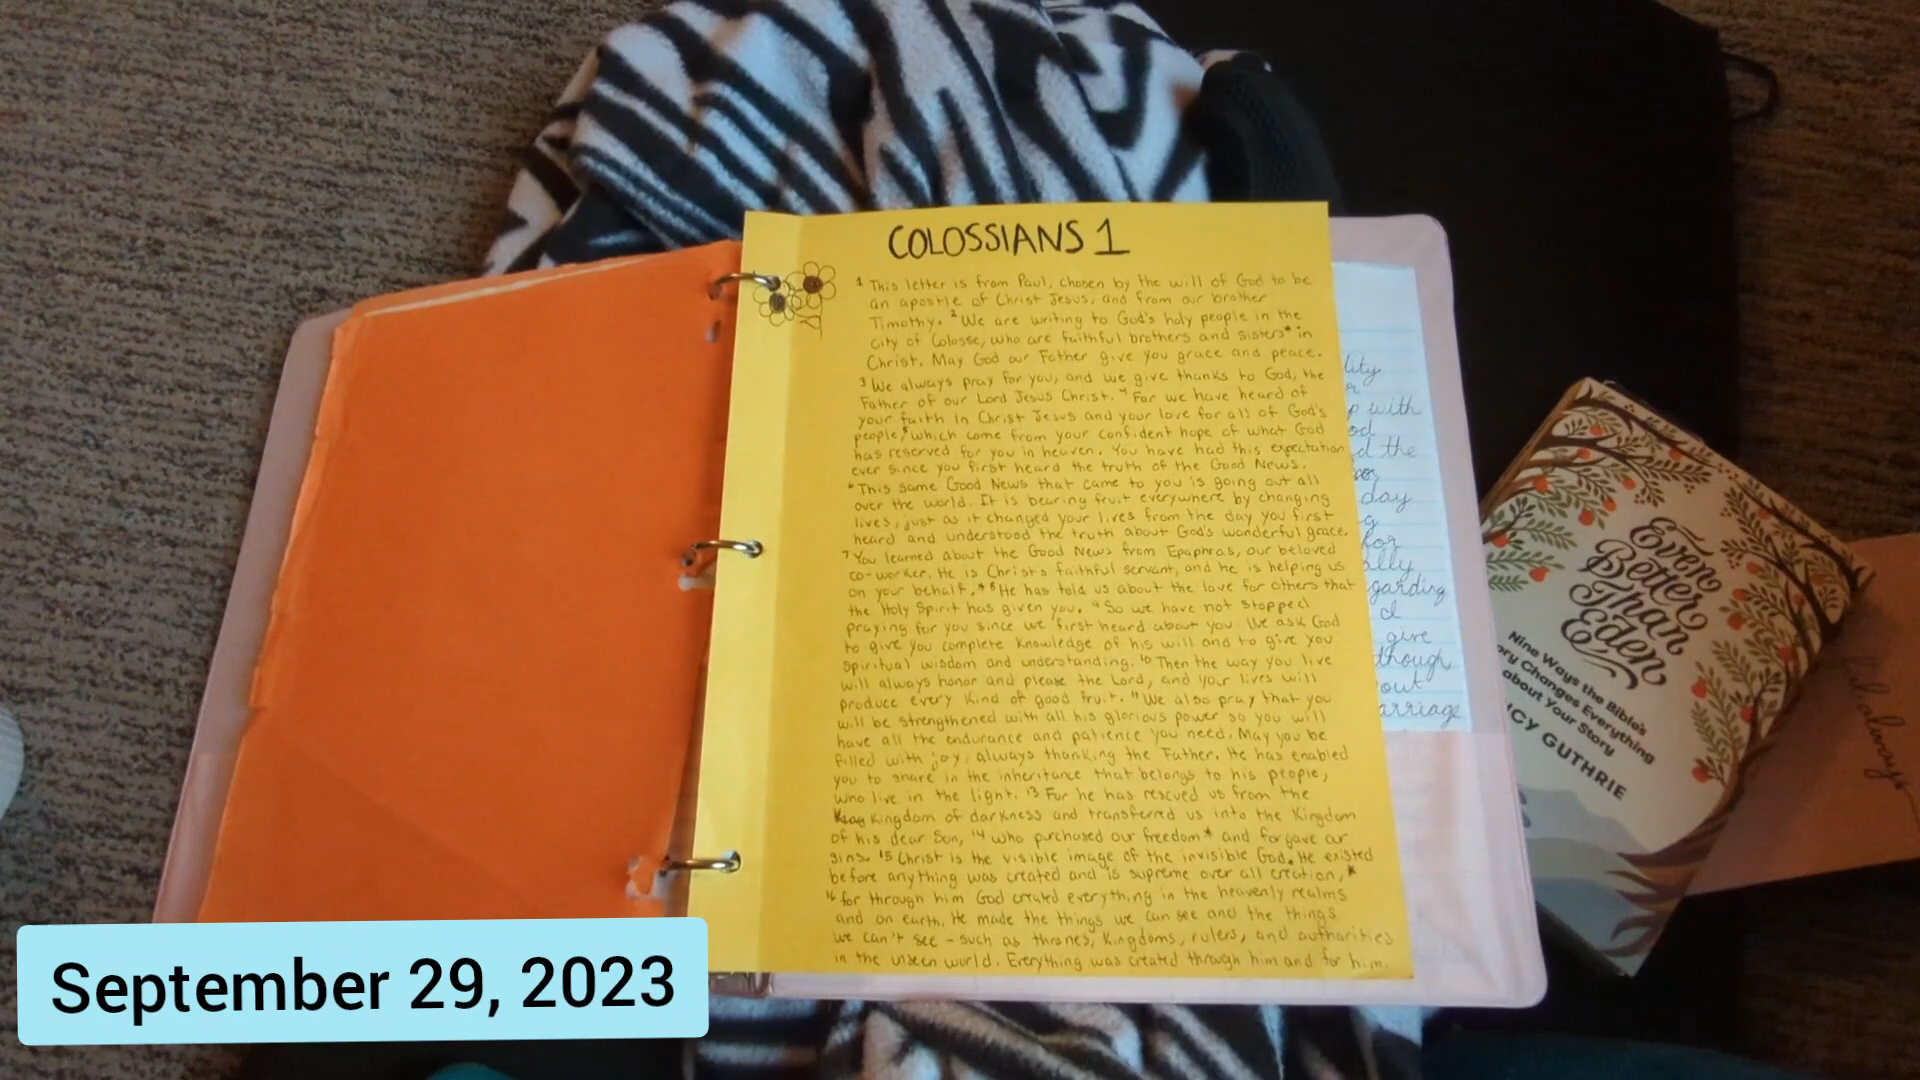 COLOSSIANS 1
1 This letter is from Paul, chosen by the will of God to be
an apostle of Christ Jesus, and from our brother
Timothy. 2 We are writing to God's holy people in the
city of Colosse, who are faithful brothers and sisters* in
Christ. May God our Father give you grace and peace.
3 We always pray for you, and we give thanks to God, the
Father of our Lord Jesus Christ. 4 For we have heard of
your faith in Christ Jesus and your love for all of God's
people, 5 which come from your confident hope of what God
has reserved for you in heaven. You have had this expectation
ever since you first heard the truth of the Good News.
6 This same Good News that came to you is going out all
over the world. It is bearing fruit everywhere by changing
lives, just as it changed your lives from the day you first
heard and understood the truth about God's wonderful grace.
7 You learned about the Good News from Epaphras, our beloved
co-worker. He is Christ's faithful servant, and he is helping us
on your behalf.* 8 He has told us about the love for others that
the Holy Spirit has given you. 9 So we have not stopped
praying for you since we first heard about you. We ask God
to give you complete knowledge of his will and to give you
spiritual wisdom and understanding. 10 Then the way you live
will always honor and please the Lord, and your lives will
produce every kind of good fruit. 11 We also pray that you
will be strengthened with all his glorious power so you will
have all the endurance and patience you need. May you be
filled with joy, always thanking the Father. He has enabled
you to share in the inheritance that belongs to his people,
who live in the light. 13 For he has rescued us from the
kingdom of darkness and transferred us into the Kingdom
of his dear Son, 14 who purchased our freedom* and forgave our
sins. 15 Christ is the visible image of the invisible God. He existed
before anything was created and is supreme over all creation,*
16 for through him God created everything in the heavenly realms
and on earth. He made the things we can see and the things
we can't see - such as thrones, kingdoms, rulers, and authorities
in the unseen world. Everything was created through him and for him.
lity
p with
od
d the
day
g
for
ally
garding
I
give
though
out
arriage
Even
Better
Than
Eden
Nine Ways the Bible's
ory Changes Everything
about Your Story
CY GUTHRIE
always
September 29, 2023